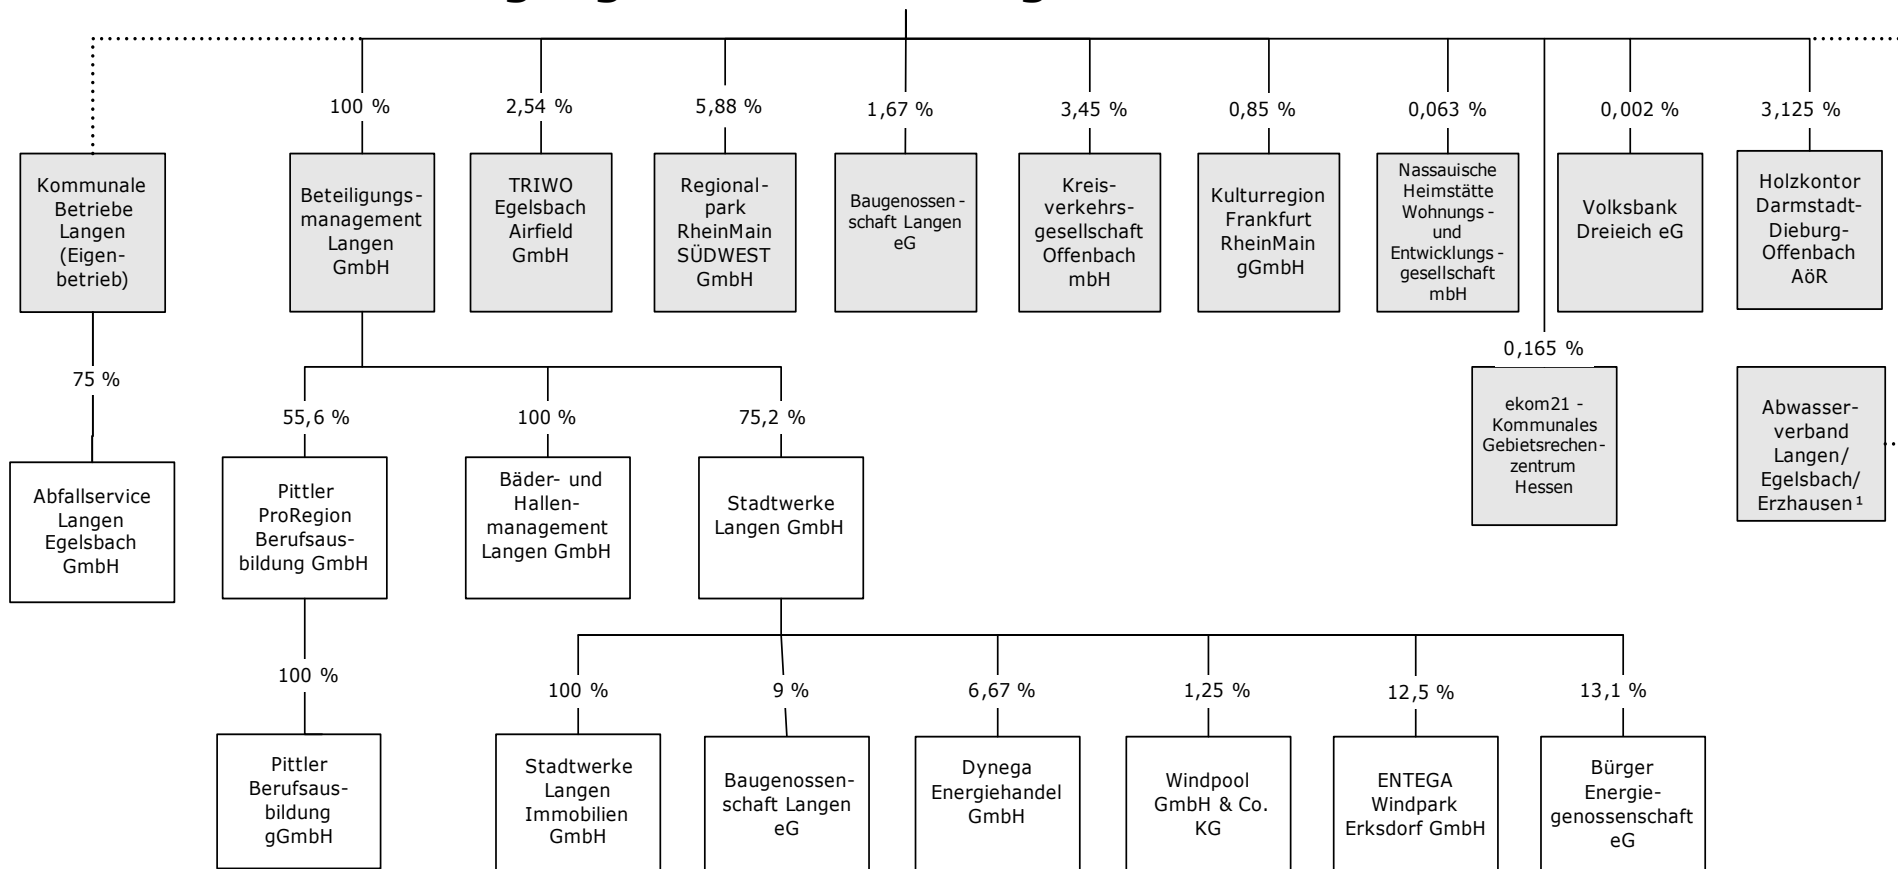 100 %
2,54 %
5,88 %
1,67 %
3,45 %
0,85 %
0,063 %
0,002 %
3,125 %
Kommunale
Betriebe
Langen
(Eigen-
betrieb)
Beteiligungs-
management
Langen
GmbH
TRIWO
Egelsbach
Airfield
GmbH
Regional-
park
RheinMain
SÜDWEST
GmbH
Baugenossen-
schaft Langen
eG
Kreis-
verkehrs-
gesellschaft
Offenbach
mbH
Kulturregion
Frankfurt
RheinMain
gGmbH
Nassauische
Heimstätte
Wohnungs-
und
Entwicklungs-
gesellschaft
mbH
Volksbank
Dreieich eG
Holzkontor
Darmstadt-
Dieburg-
Offenbach
AöR
0,165 %
75 %
55,6 %
100 %
75,2 %
ekom21 -
Kommunales
Gebietsrechen-
zentrum
Hessen
Abwasser-
verband
Langen/
Egelsbach/
Erzhausen¹
Abfallservice
Langen
Egelsbach
GmbH
Pittler
ProRegion
Berufsaus-
bildung GmbH
Bäder- und
Hallen-
management
Langen GmbH
Stadtwerke
Langen GmbH
100 %
100 %
9 %
6,67 %
1,25 %
12,5 %
13,1 %
Pittler
Berufsaus-
bildung
gGmbH
Stadtwerke
Langen
Immobilien
GmbH
Baugenossen-
schaft Langen
eG
Dynega
Energiehandel
GmbH
Windpool
GmbH & Co.
KG
ENTEGA
Windpark
Erksdorf GmbH
Bürger
Energie-
genossenschaft
eG